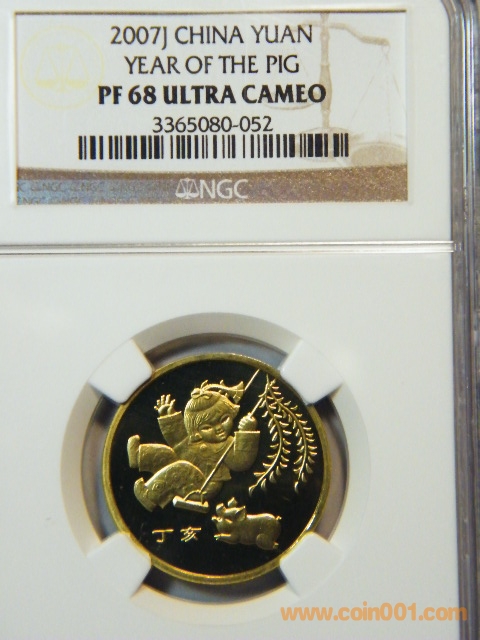 2007J CHINA YUAN
YEAR OF THE PIG
PF 68 ULTRA CAMEO
3365080-052
NGC
丁亥
www.coin001.com